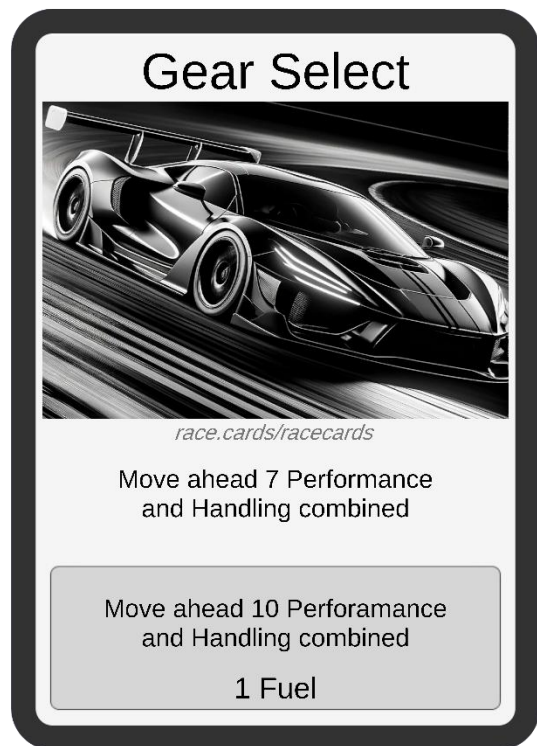 Gear Select
race.cards/racecards
Move ahead 7 Performance
and Handling combined
Move ahead 10 Perforamance
and Handling combined
1 Fuel